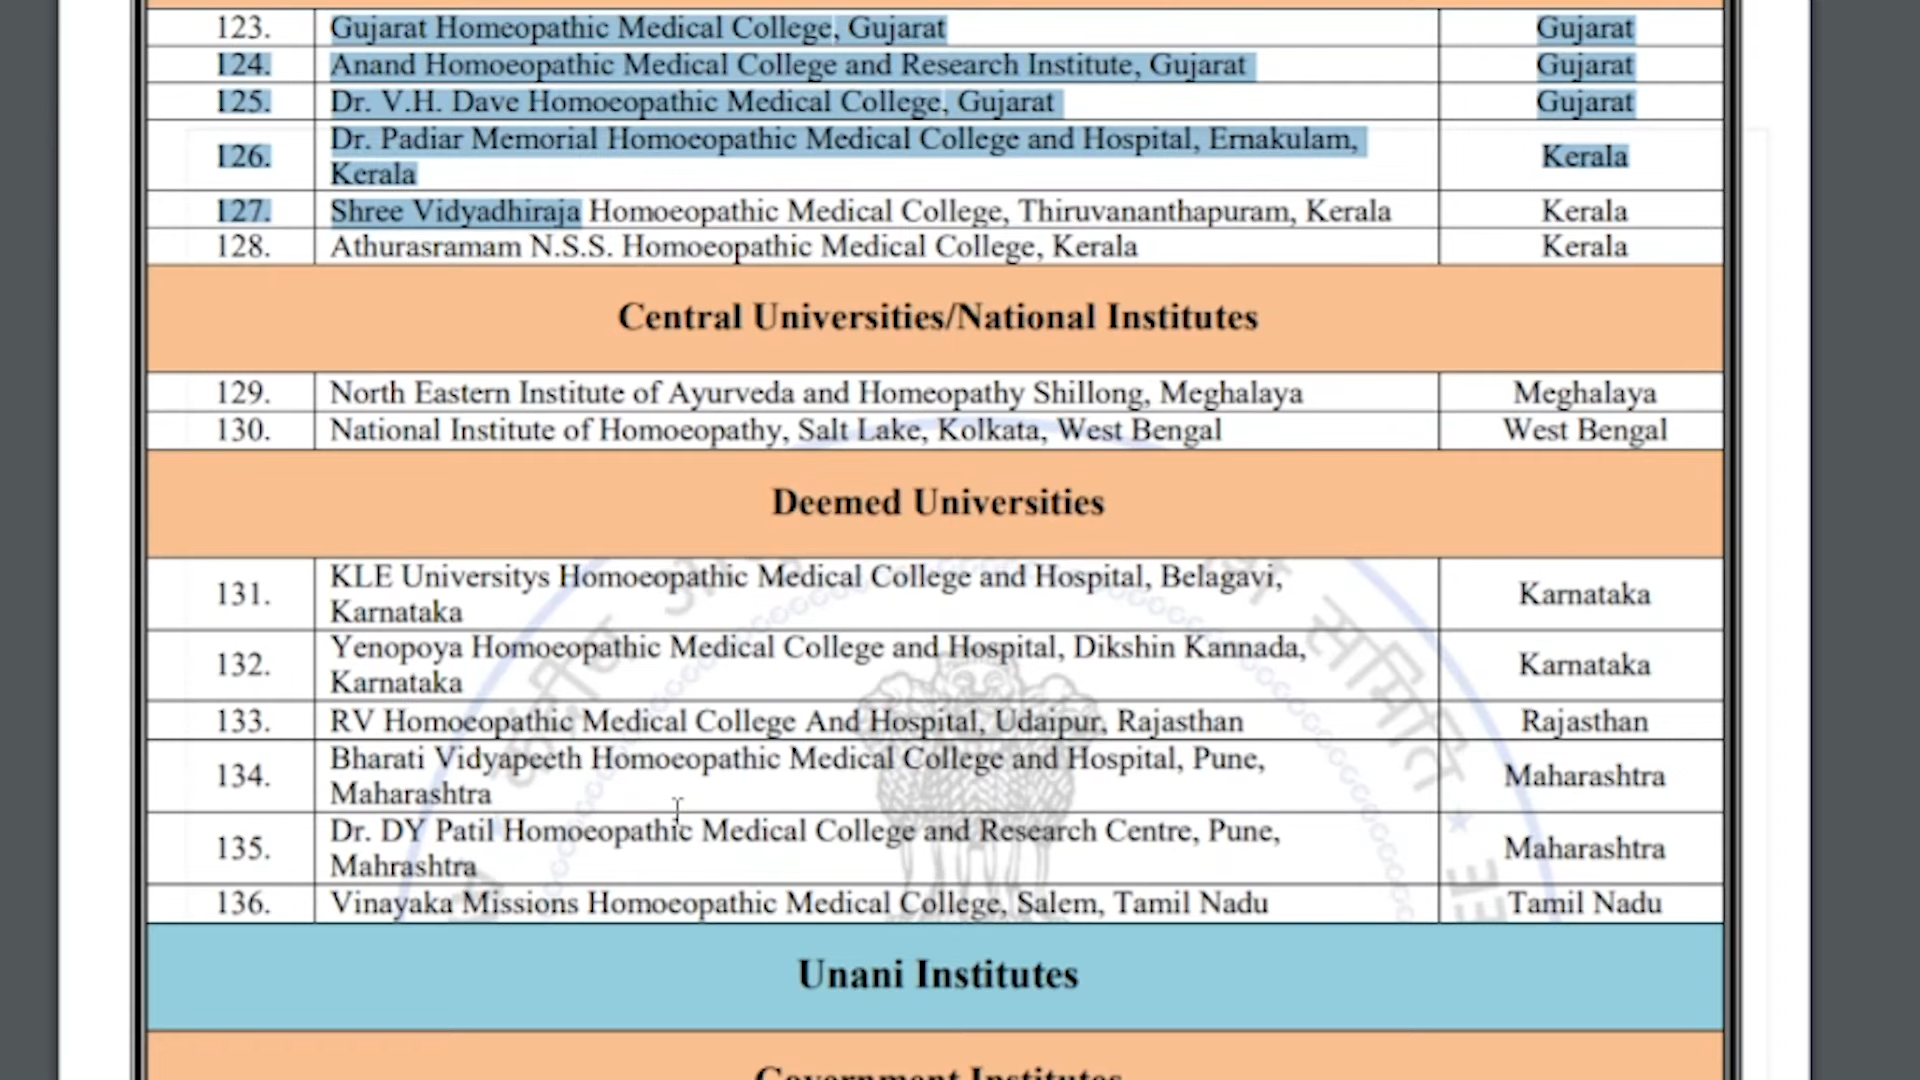 123. Gujarat Homeopathic Medical College, Gujarat Gujarat
124. Anand Homoeopathic Medical College and Research Institute, Gujarat Gujarat
125. Dr. V.H. Dave Homoeopathic Medical College, Gujarat Gujarat
126. Dr. Padiar Memorial Homoeopathic Medical College and Hospital, Ernakulam, Kerala
Kerala
127. Shree Vidyadhiraja Homoeopathic Medical College, Thiruvananthapuram, Kerala Kerala
128. Athurasramam N.S.S. Homoeopathic Medical College, Kerala Kerala
Central Universities/National Institutes
129. North Eastern Institute of Ayurveda and Homeopathy Shillong, Meghalaya Meghalaya
130. National Institute of Homoeopathy, Salt Lake, Kolkata, West Bengal West Bengal
Deemed Universities
131. KLE Universitys Homoeopathic Medical College and Hospital, Belagavi, Karnataka
Karnataka
132. Yenopoya Homoeopathic Medical College and Hospital, Dikshin Kannada, Karnataka
Karnataka
133. RV Homoeopathic Medical College And Hospital, Udaipur, Rajasthan Rajasthan
134. Bharati Vidyapeeth Homoeopathic Medical College and Hospital, Pune, Maharashtra
Maharashtra
135. Dr. DY Patil Homoeopathic Medical College and Research Centre, Pune, Maharashtra
Mahrashtra
136. Vinayaka Missions Homoeopathic Medical College, Salem, Tamil Nadu Tamil Nadu
Unani Institutes
Government Institutes
समिति